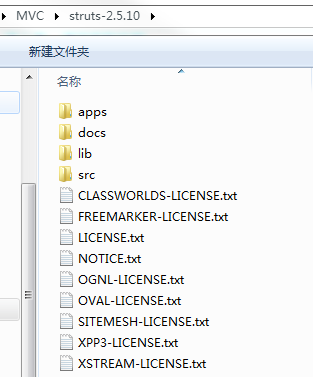 MVC ▸ struts-2.5.10 ▸
新建文件夹
名称
apps
docs
lib
src
CLASSWORLDS-LICENSE.txt
FREEMARKER-LICENSE.txt
LICENSE.txt
NOTICE.txt
OGNL-LICENSE.txt
OVAL-LICENSE.txt
SITEMESH-LICENSE.txt
XPP3-LICENSE.txt
XSTREAM-LICENSE.txt